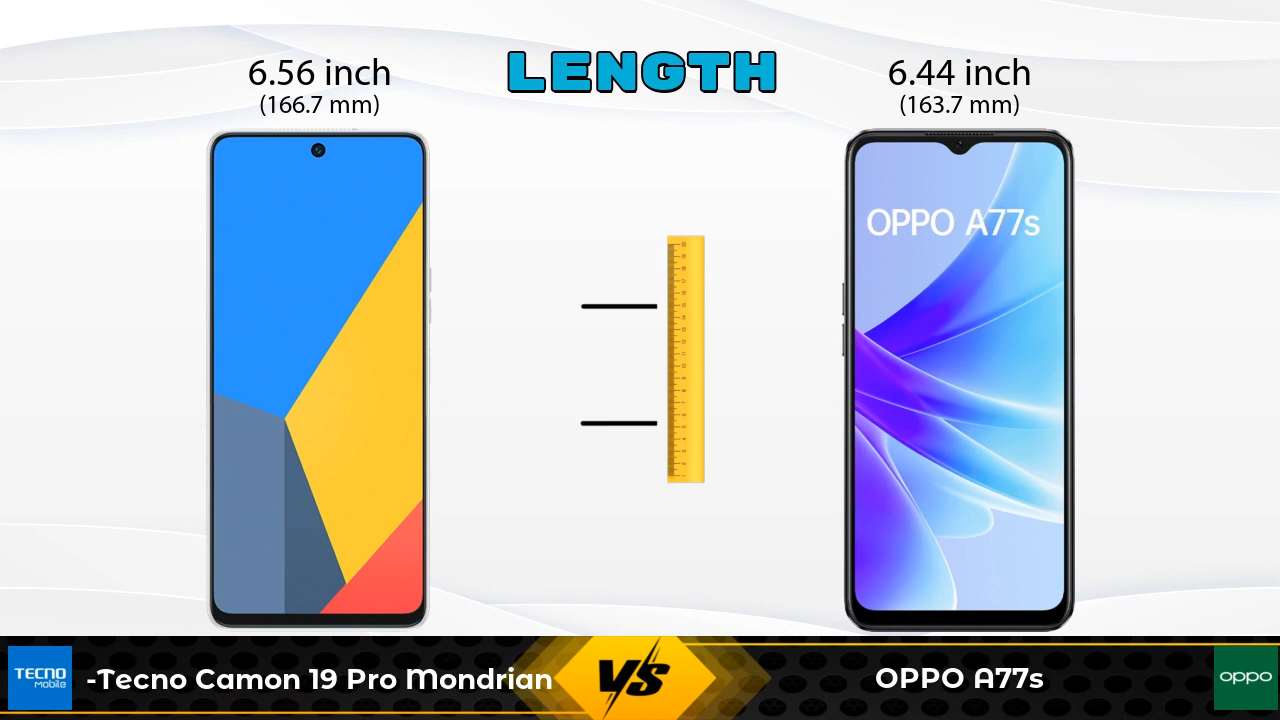 LENGTH
6.56 inch
(166.7 mm)
6.44 inch
(163.7 mm)
OPPO A77s
TECNO
Mobile
-Tecno Camon 19 Pro Mondrian
VS
OPPO A77s
oppo